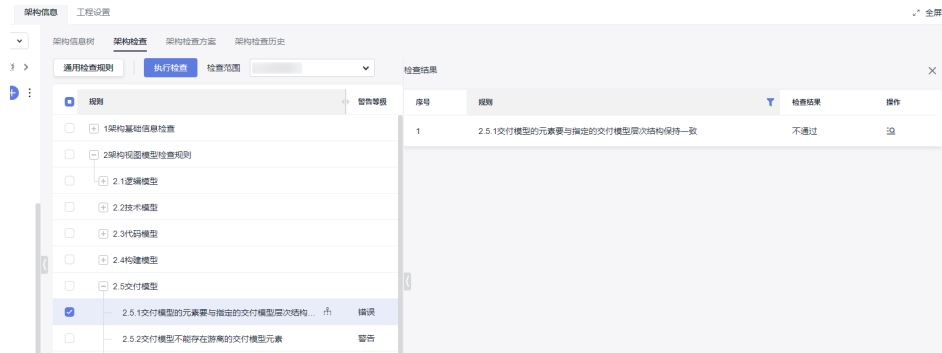 架构信息 工程设置 全屏
架构信息树 架构检查 架构检查方案 架构检查历史
通用检查规则 执行检查 检查范围 检查结果
规则 警告等级 序号 规则 检查结果 操作
1架构基础信息检查 1 2.5.1交付模型的元素要与指定的交付模型层次结构保持一致 不通过
2架构视图模型检查规则
2.1逻辑模型
2.2技术模型
2.3代码模型
2.4构建模型
2.5交付模型
2.5.1交付模型的元素要与指定的交付模型层次结构... 错误
2.5.2交付模型不能存在游离的交付模型元素 警告